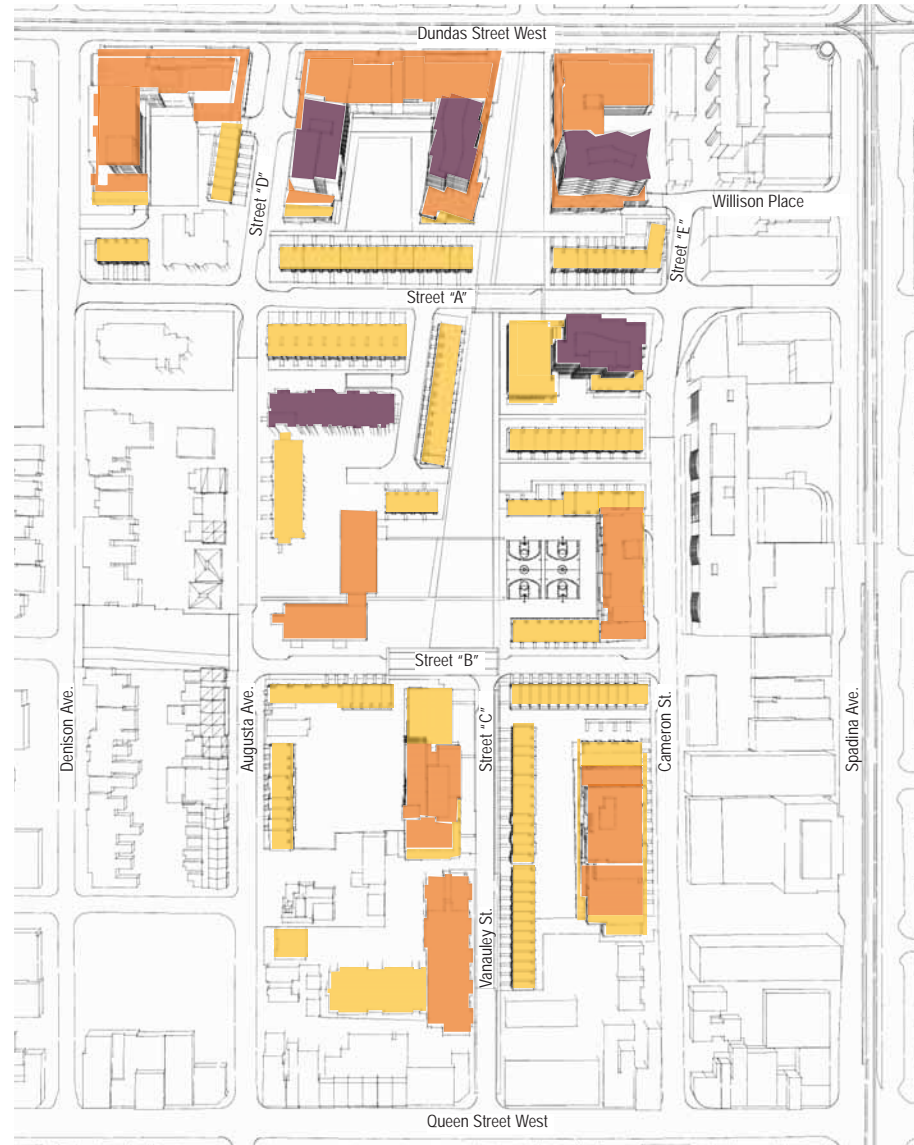 Dundas Street West
Willison Place
Street "D"
Street "E"
Street "A"
Street "B"
Denison Ave.
Augusta Ave.
Street "C"
Cameron St.
Spadina Ave.
Vanauley St.
Queen Street West